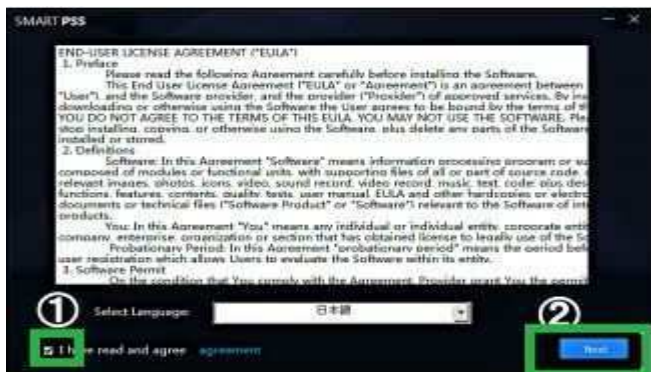 SMART PSS
END-USER LICENSE AGREEMENT ("EULA")
1. Preface
Please read the following Agreement carefully before installing the Software.
This End User License Agreement ("EULA" or "Agreement") is an agreement between
"User"), and the Software provider, and the provider ("Provider") of approved services. By
downloading or otherwise using the Software the User agrees to be bound by the terms of
YOU DO NOT AGREE TO THE TERMS OF THIS EULA, YOU MAY NOT USE THE SOFTWARE.
stop installing, copying, or otherwise using the Software, plus delete any parts of the Software
installed or stored.
2. Definitions
Software: In this Agreement "Software" means information processing program or
composed of modules or functional units, with supporting files of all or part of source code,
relevant images, photos, icons, video, sound record, video record, music, text, code; plus
functions, features, contents, quality, tests, user manual, EULA and other hardcopies or
documents or technical files ("Software Product" or "Software") relevant to the Software of
products.
You: In this Agreement "You" means any individual or individual entity, corporate
company, enterprise, organization or section that has obtained license to legally use of the
Probationary Period: In this Agreement "probationary period" means the period
user registration which allows Users to evaluate the Software within its entity.
3. Software Permit
On the condition that You comply with the Agreement, Provider grant You the
① ②
Select Language: 日本語
I have read and agree agreement Next